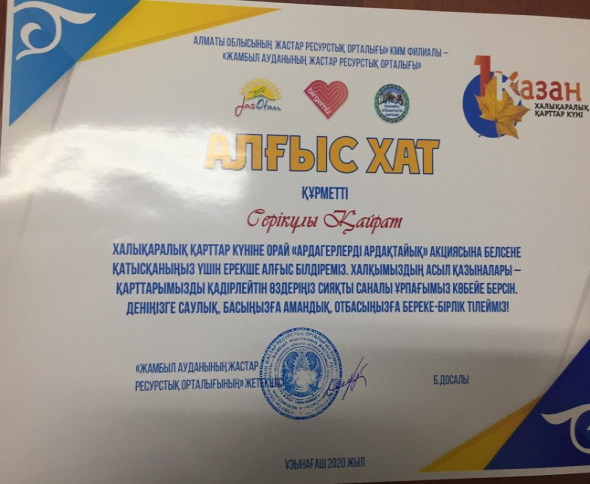 АЛМАТЫ ОБЛЫСЫНЫҢ ЖАСТАР РЕСУРСТЫҚ ОРТАЛЫҒЫ» КММ ФИЛИАЛЫ –
«ЖАМБЫЛ АУДАНЫНЫҢ ЖАСТАР РЕСУРСТЫҚ ОРТАЛЫҒЫ»
JasOtan
birgemiz
1 Қазан
ХАЛЫҚАРАЛЫҚ
ҚАРТТАР КҮНІ
АЛҒЫС ХАТ
ҚҰРМЕТТІ
Серікұлы Қайрат
ХАЛЫҚАРАЛЫҚ ҚАРТТАР КҮНІНЕ ОРАЙ «АРДАГЕРЛЕРДІ АРДАҚТАЙЫҚ» АКЦИЯСЫНА БЕЛСЕНЕ
ҚАТЫСҚАНЫҢЫЗ ҮШІН ЕРЕКШЕ АЛҒЫС БІЛДІРЕМІЗ. ХАЛҚЫМЫЗДЫҢ АСЫЛ ҚАЗЫНАЛАРЫ –
ҚАРТТАРЫМЫЗДЫ ҚАДІРЛЕЙТІН ӨЗДЕРІҢІЗ СИЯҚТЫ САНАЛЫ ҰРПАҒЫМЫЗ КӨБЕЙЕ БЕРСІН.
ДЕНІҢІЗГЕ САУЛЫҚ, БАСЫҢЫЗҒА АМАНДЫҚ, ОТБАСЫҢЫЗҒА БЕРЕКЕ-БІРЛІК ТІЛЕЙМІЗ!
«ЖАМБЫЛ АУДАНЫНЫҢ ЖАСТАР
РЕСУРСТЫҚ ОРТАЛЫҒЫНЫҢ» ЖЕТЕКШІСІ
Б.ДОСАЛЫ
ҰЗЫНАҒАШ 2020 ЖЫЛ